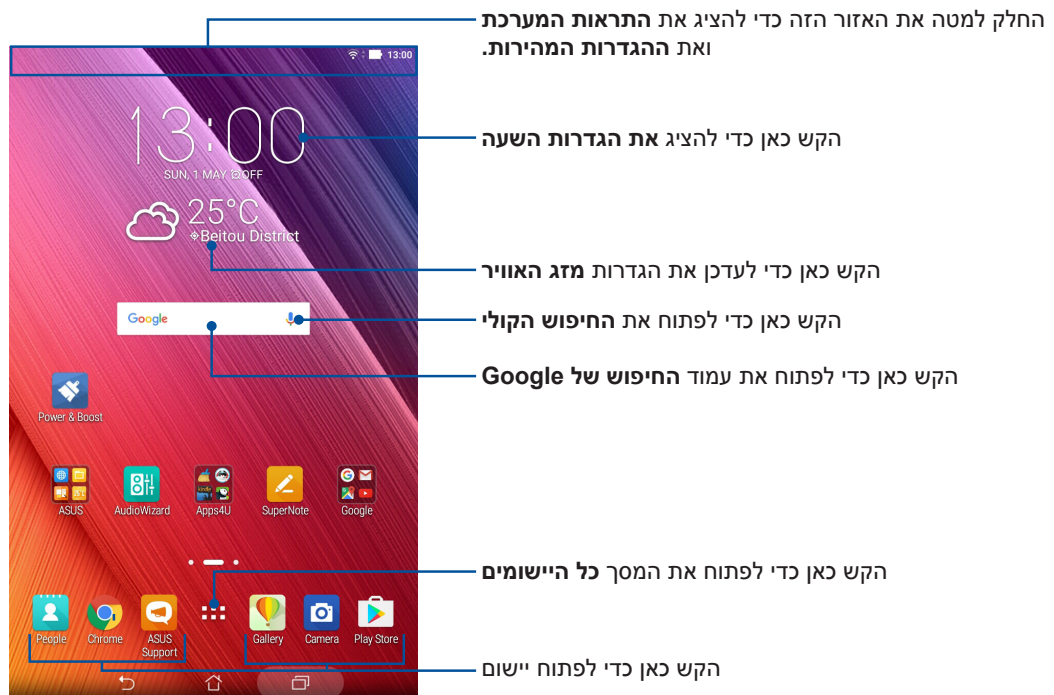 החלק למטה את האזור הזה כדי להציג את התראות המערכת
ואת ההגדרות המהירות.
13:00
13:00
הקש כאן כדי להציג את הגדרות השעה
SUN, 1 MAY OFF
25°C
Beitou District
הקש כאן כדי לעדכן את הגדרות מזג האוויר
Google
הקש כאן כדי לפתוח את החיפוש הקולי
הקש כאן כדי לפתוח את עמוד החיפוש של Google
Power & Boost
ASUS AudioWizard Apps4U SuperNote Google
הקש כאן כדי לפתוח את המסך כל היישומים
People Chrome ASUS Gallery Camera Play Store
Support
הקש כאן כדי לפתוח יישום